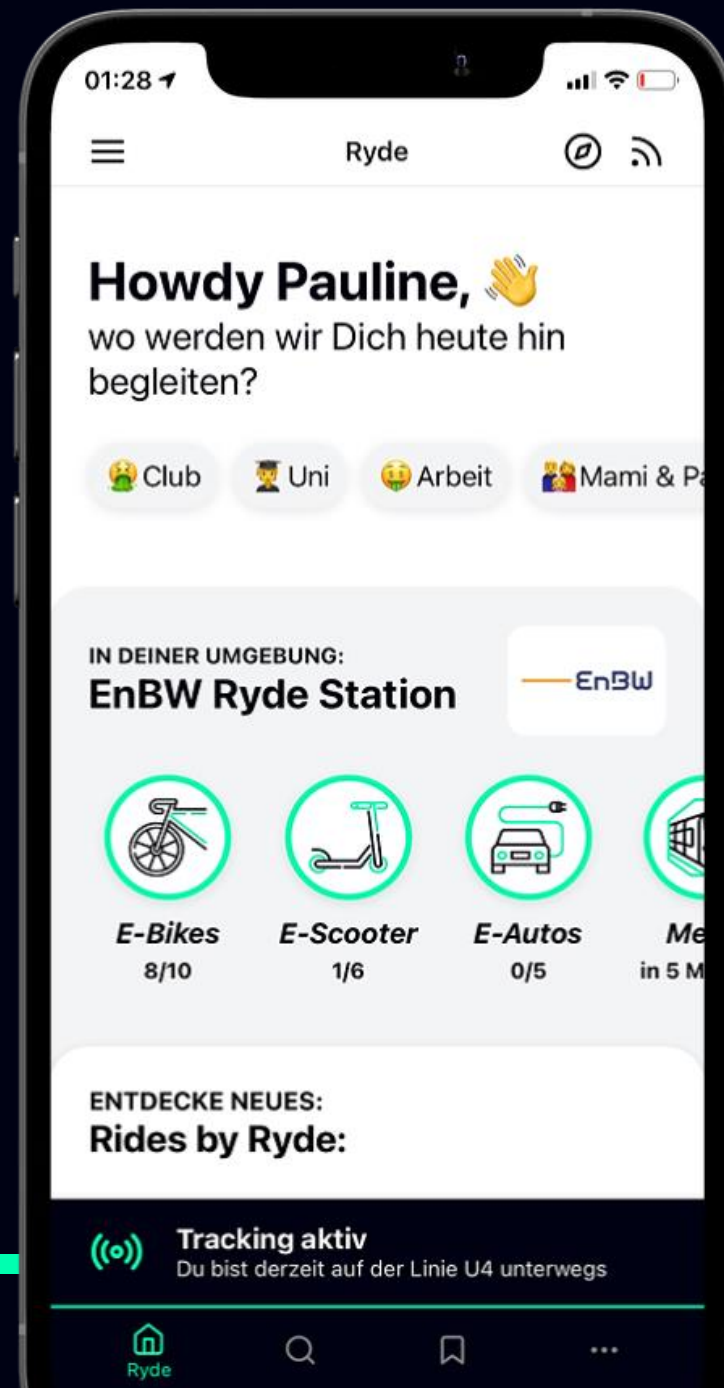 01:28
Ryde
Howdy Pauline, 👋
wo werden wir Dich heute hin
begleiten?
🤮 Club 👨‍🎓 Uni 🤑 Arbeit 👨‍👩‍👧 Mami & Pa
IN DEINER UMGEBUNG:
EnBW Ryde Station
EnBW
E-Bikes E-Scooter E-Autos Me
8/10 1/6 0/5 in 5 M
ENTDECKE NEUES:
Rides by Ryde:
Tracking aktiv
Du bist derzeit auf der Linie U4 unterwegs
Ryde